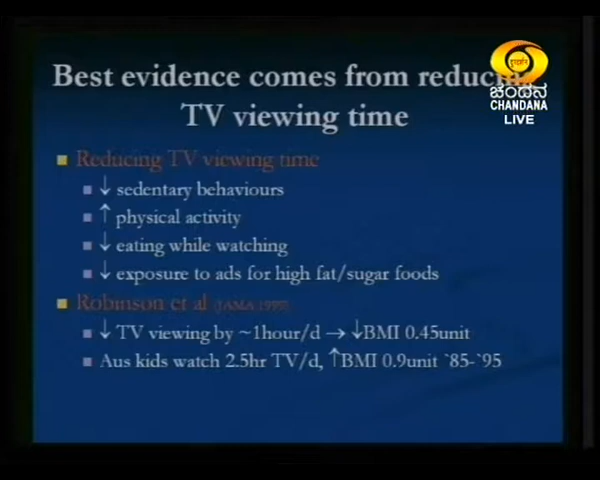 Best evidence comes from reducing
TV viewing time
Reducing TV viewing time
↓ sedentary behaviours
↑ physical activity
↓ eating while watching
↓ exposure to ads for high fat/sugar foods
Robinson et al (JAMA 1999)
↓ TV viewing by ~1hour/d → ↓BMI 0.45unit
Aus kids watch 2.5hr TV/d, ↑BMI 0.9unit `85-`95
ಚಂದನ
CHANDANA
LIVE